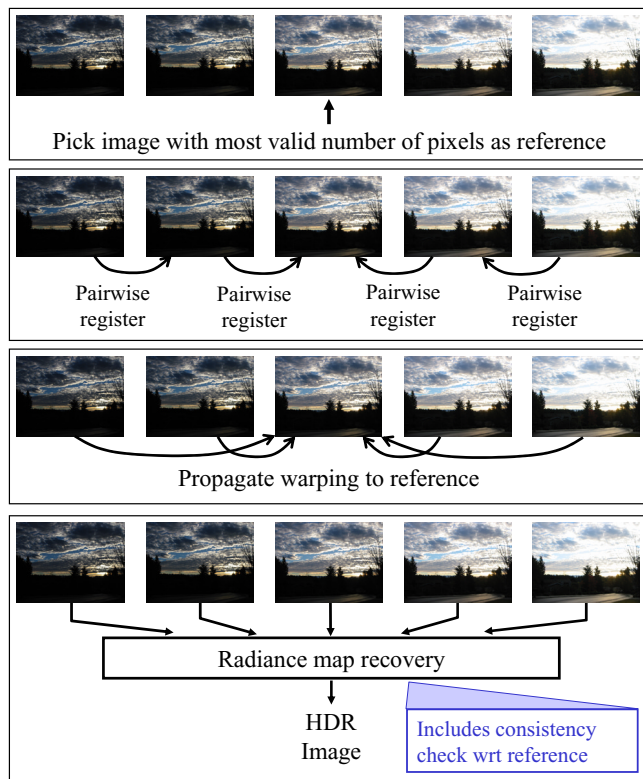 Pick image with most valid number of pixels as reference
Pairwise
register
Pairwise
register
Pairwise
register
Pairwise
register
Propagate warping to reference
Radiance map recovery
HDR
Image
Includes consistency
check wrt reference